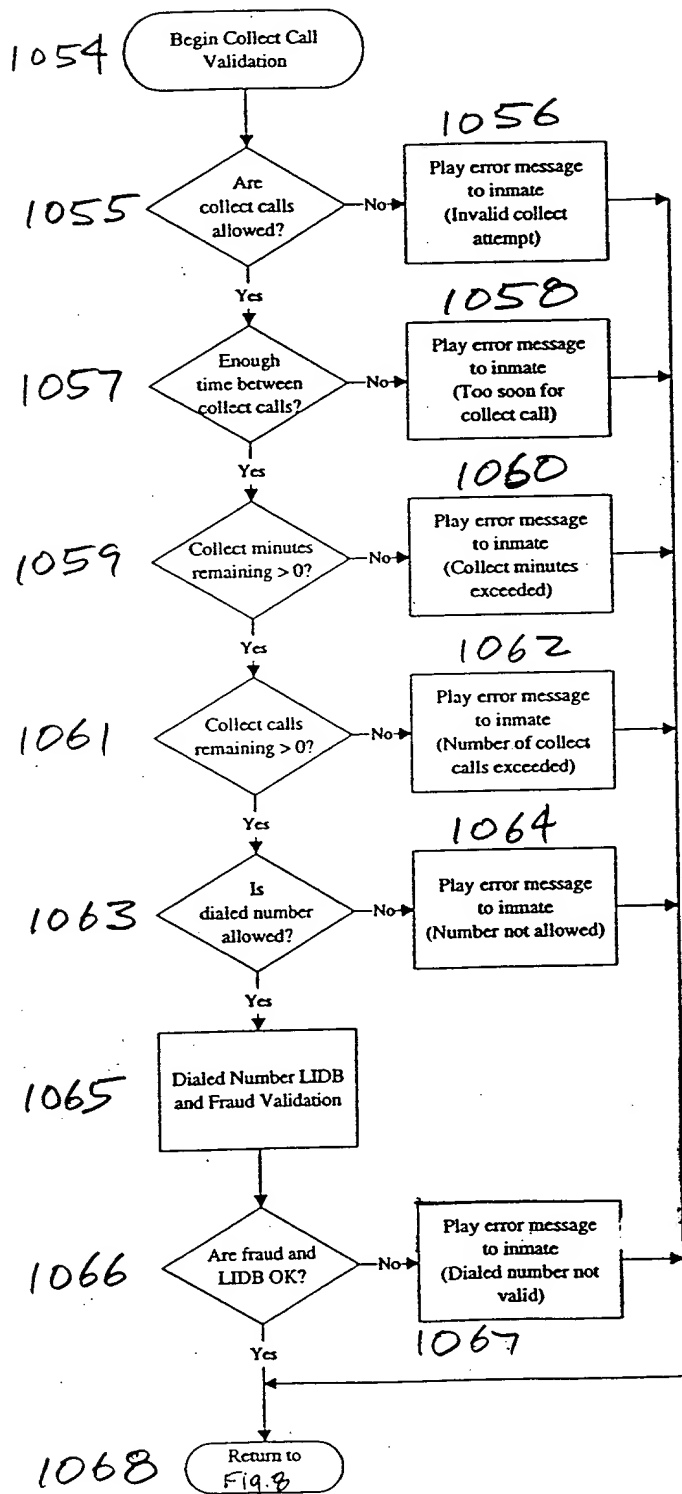 1054
Begin Collect Call
Validation
1055
Are
collect calls
allowed?
No
1056
Play error message
to inmate
(Invalid collect
attempt)
Yes
1057
Enough
time between
collect calls?
No
1058
Play error message
to inmate
(Too soon for
collect call)
Yes
1059
Collect minutes
remaining > 0?
No
1060
Play error message
to inmate
(Collect minutes
exceeded)
Yes
1061
Collect calls
remaining > 0?
No
1062
Play error message
to inmate
(Number of collect
calls exceeded)
Yes
1063
Is
dialed number
allowed?
No
1064
Play error message
to inmate
(Number not allowed)
Yes
1065
Dialed Number LIDB
and Fraud Validation
1066
Are fraud and
LIDB OK?
No
Play error message
to inmate
(Dialed number not
valid)
1067
Yes
1068
Return to
Fig.8